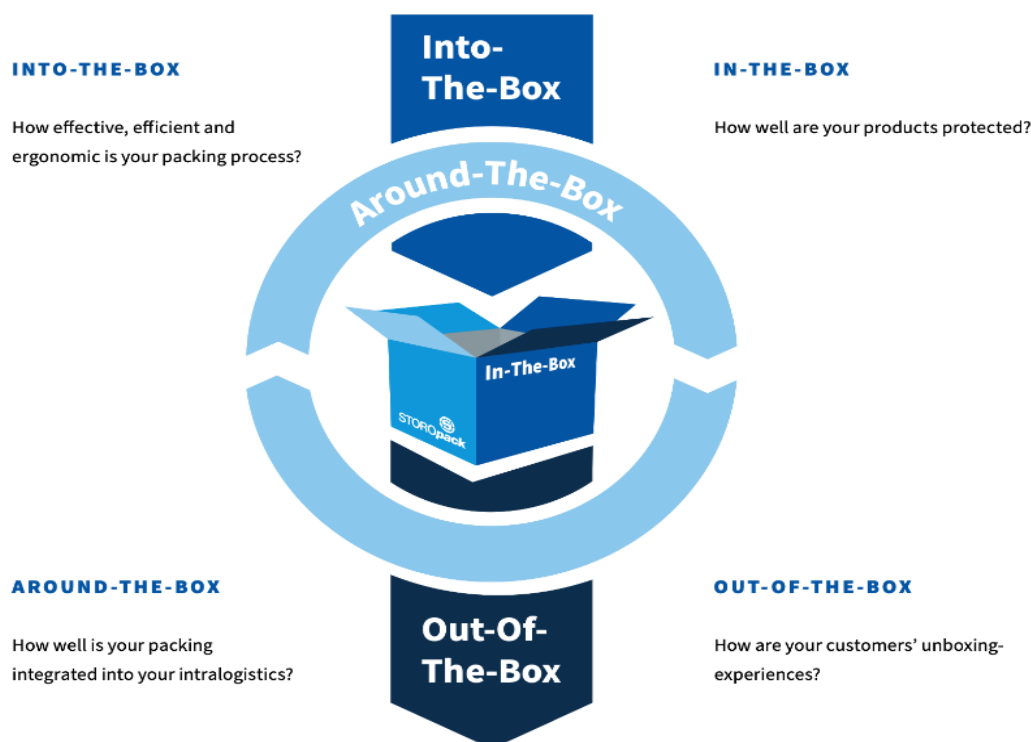 INTO-THE-BOX
How effective, efficient and
ergonomic is your packing process?
Into-
The-Box
IN-THE-BOX
How well are your products protected?
Around-The-Box
In-The-Box
STOROpack
AROUND-THE-BOX
How well is your packing
integrated into your intralogistics?
Out-Of-
The-Box
OUT-OF-THE-BOX
How are your customers’ unboxing-
experiences?